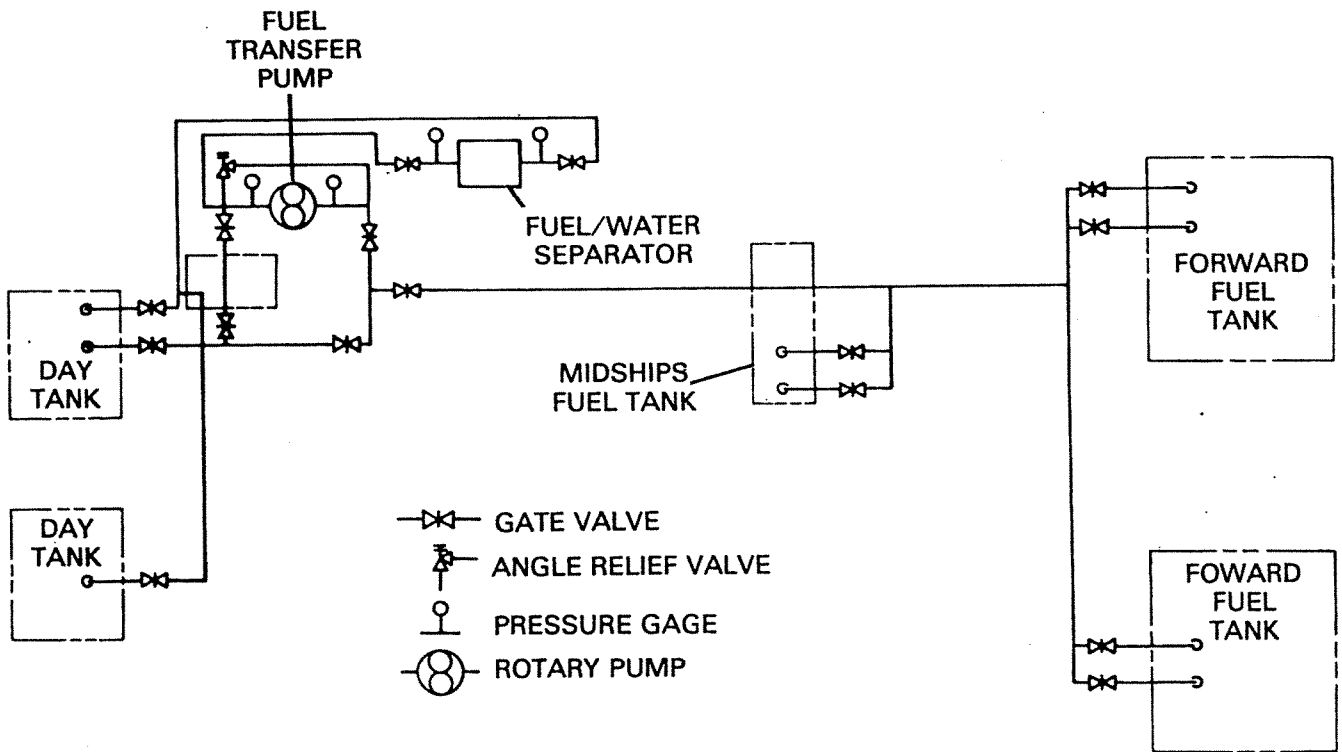 FUEL
TRANSFER
PUMP
FUEL/WATER
SEPARATOR
FORWARD
FUEL
TANK
DAY
TANK
MIDSHIPS
FUEL TANK
DAY
TANK
GATE VALVE
ANGLE RELIEF VALVE
PRESSURE GAGE
ROTARY PUMP
FOWARD
FUEL
TANK